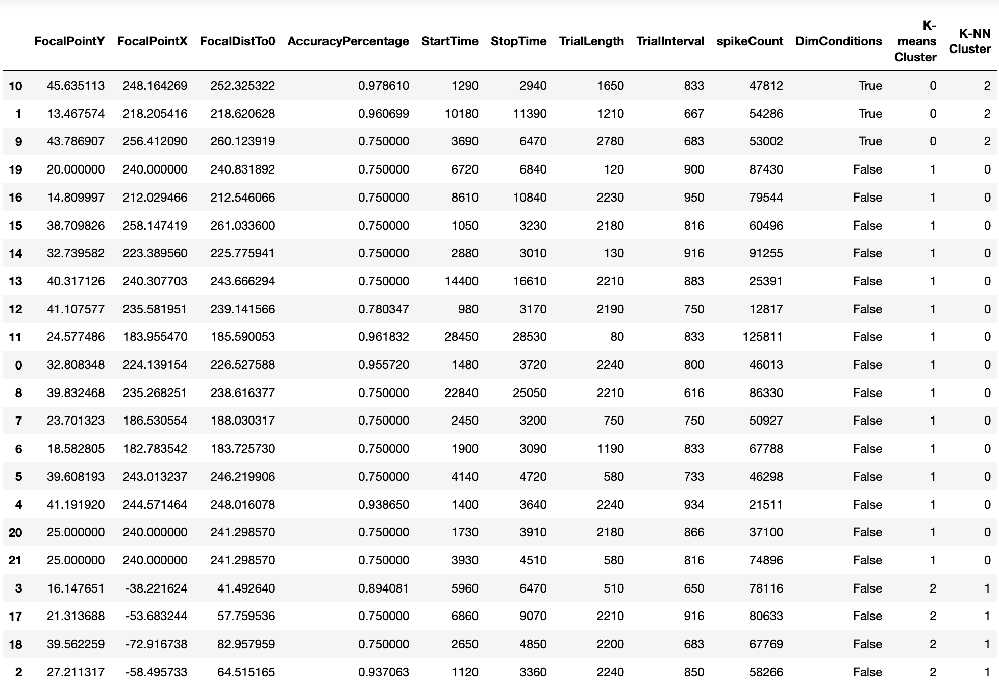 FocalPointY FocalPointX FocalDistTo0 AccuracyPercentage StartTime StopTime TrialLength TrialInterval spikeCount DimConditions K-means Cluster K-NN Cluster
10 45.635113 248.164269 252.325322 0.978610 1290 2940 1650 833 47812 True 0 2
1 13.467574 218.205416 218.620628 0.960699 10180 11390 1210 667 54286 True 0 2
9 43.786907 256.412090 260.123919 0.750000 3690 6470 2780 683 53002 True 0 2
19 20.000000 240.000000 240.831892 0.750000 6720 6840 120 900 87430 False 1 0
16 14.809997 212.029466 212.546066 0.750000 8610 10840 2230 950 79544 False 1 0
15 38.709826 258.147419 261.033600 0.750000 1050 3230 2180 816 60496 False 1 0
14 32.739582 223.389560 225.775941 0.750000 2880 3010 130 916 91255 False 1 0
13 40.317126 240.307703 243.666294 0.750000 14400 16610 2210 883 25391 False 1 0
12 41.107577 235.581951 239.141566 0.780347 980 3170 2190 750 12817 False 1 0
11 24.577486 183.955470 185.590053 0.961832 28450 28530 80 833 125811 False 1 0
0 32.808348 224.139154 226.527588 0.955720 1480 3720 2240 800 46013 False 1 0
8 39.832468 235.268251 238.616377 0.750000 22840 25050 2210 616 86330 False 1 0
7 23.701323 186.530554 188.030317 0.750000 2450 3200 750 750 50927 False 1 0
6 18.582805 182.783542 183.725730 0.750000 1900 3090 1190 833 67788 False 1 0
5 39.608193 243.013237 246.219906 0.750000 4140 4720 580 733 46298 False 1 0
4 41.191920 244.571464 248.016078 0.938650 1400 3640 2240 934 21511 False 1 0
20 25.000000 240.000000 241.298570 0.750000 1730 3910 2180 866 37100 False 1 0
21 25.000000 240.000000 241.298570 0.750000 3930 4510 580 816 74896 False 1 0
3 16.147651 -38.221624 41.492640 0.894081 5960 6470 510 650 78116 False 2 1
17 21.313688 -53.683244 57.759536 0.750000 6860 9070 2210 916 80633 False 2 1
18 39.562259 -72.916738 82.957959 0.750000 2650 4850 2200 683 67769 False 2 1
2 27.211317 -58.495733 64.515165 0.937063 1120 3360 2240 850 58266 False 2 1